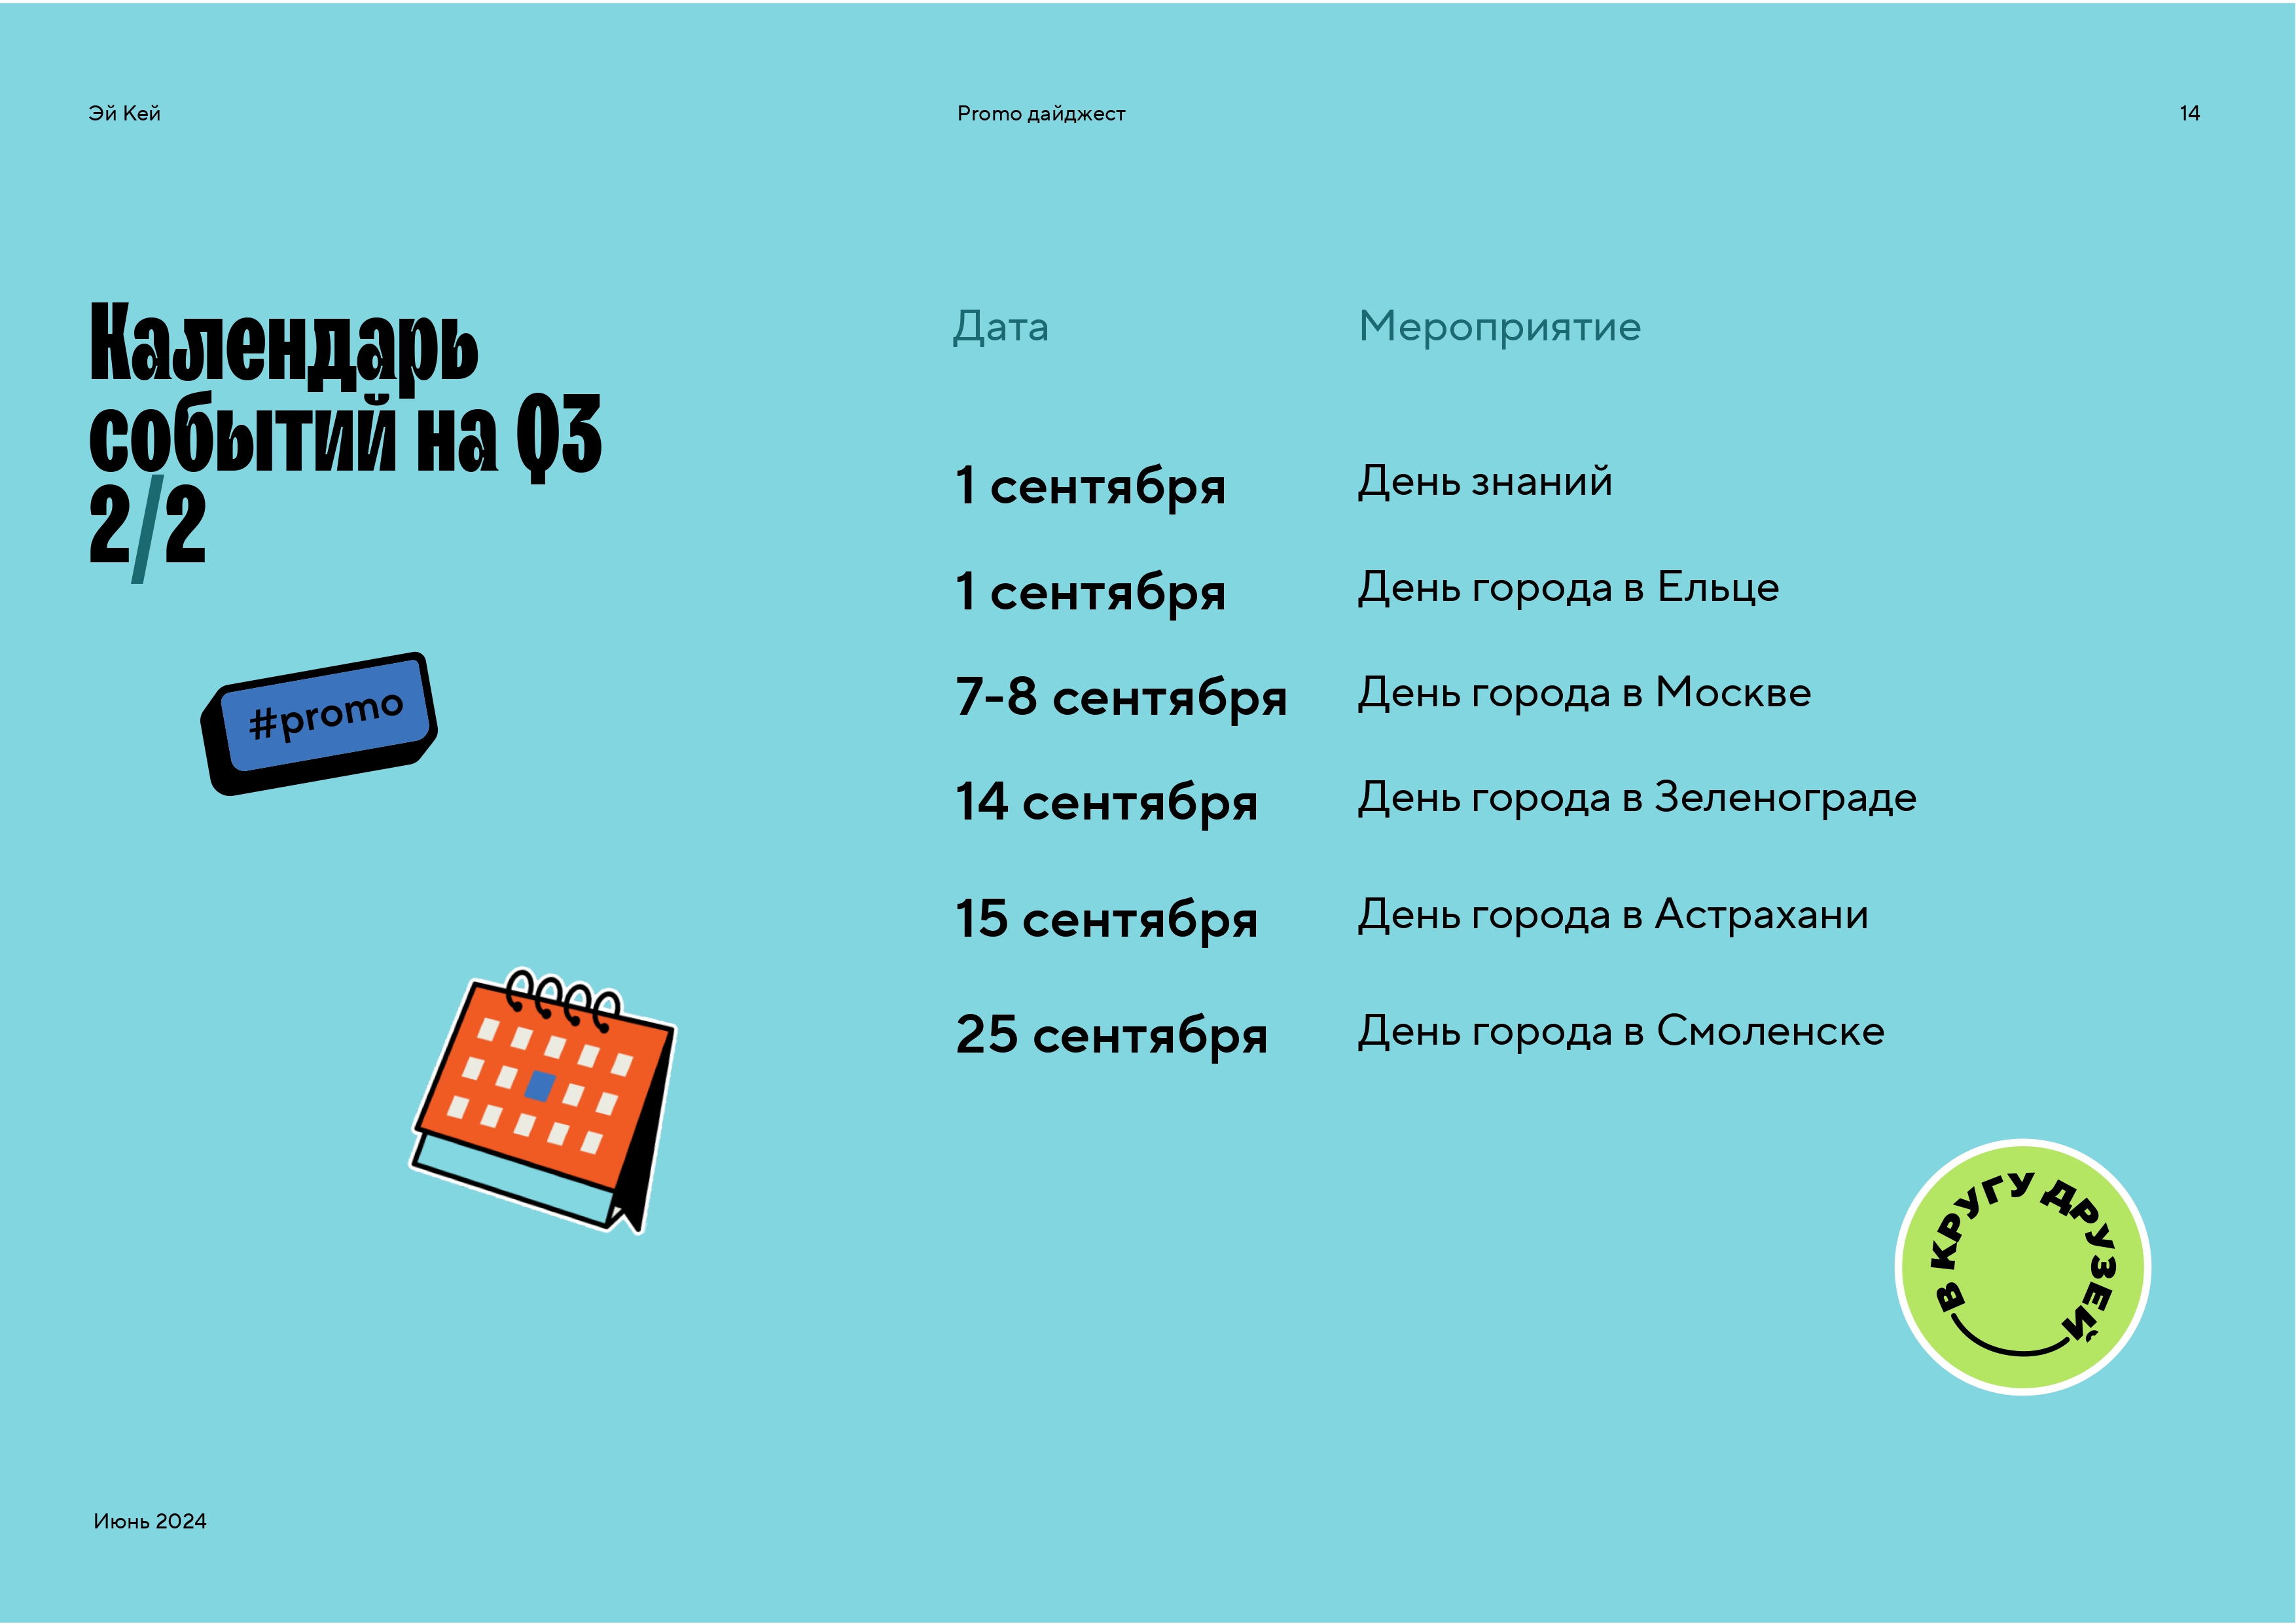 Эй Кей
Promo дайджест
14
Календарь
событий на Q3
2/2
#promo
Дата Мероприятие
1 сентября День знаний
1 сентября День города в Ельце
7-8 сентября День города в Москве
14 сентября День города в Зеленограде
15 сентября День города в Астрахани
25 сентября День города в Смоленске
В КРУГУ ДРУЗЕЙ
Июнь 2024